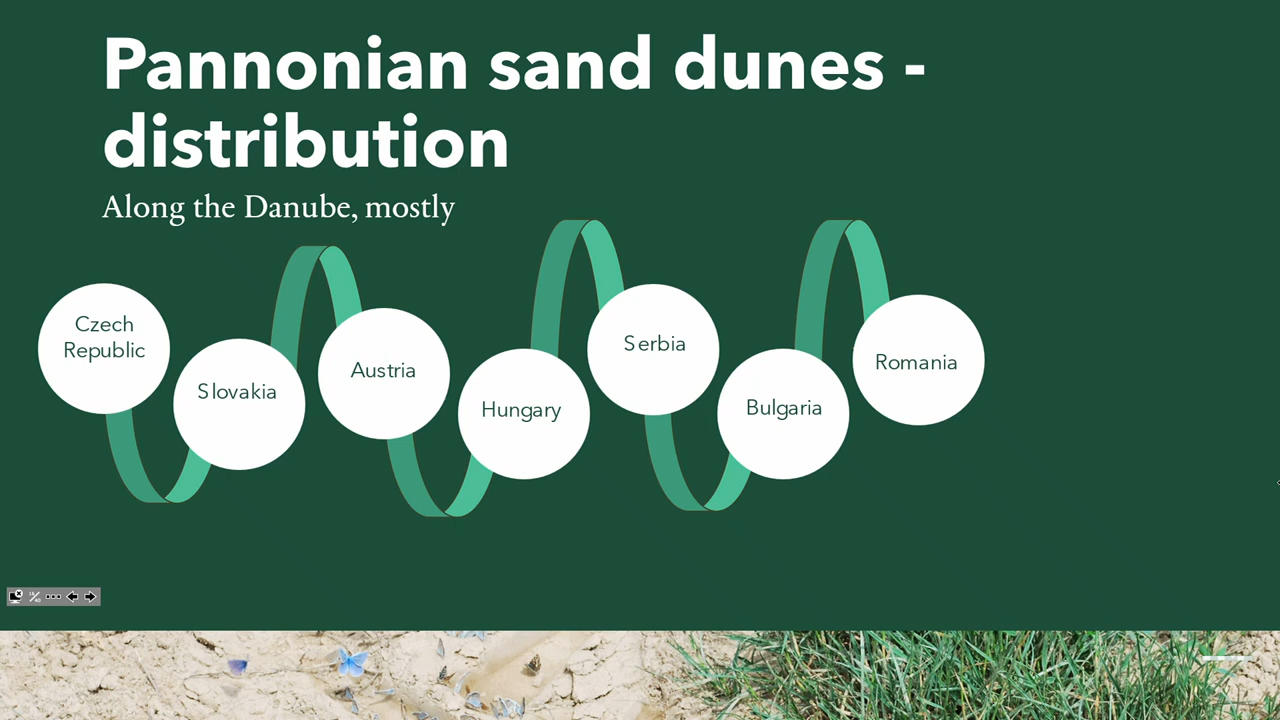 Pannonian sand dunes -
distribution
Along the Danube, mostly
Czech
Republic
Slovakia
Austria
Hungary
Serbia
Bulgaria
Romania